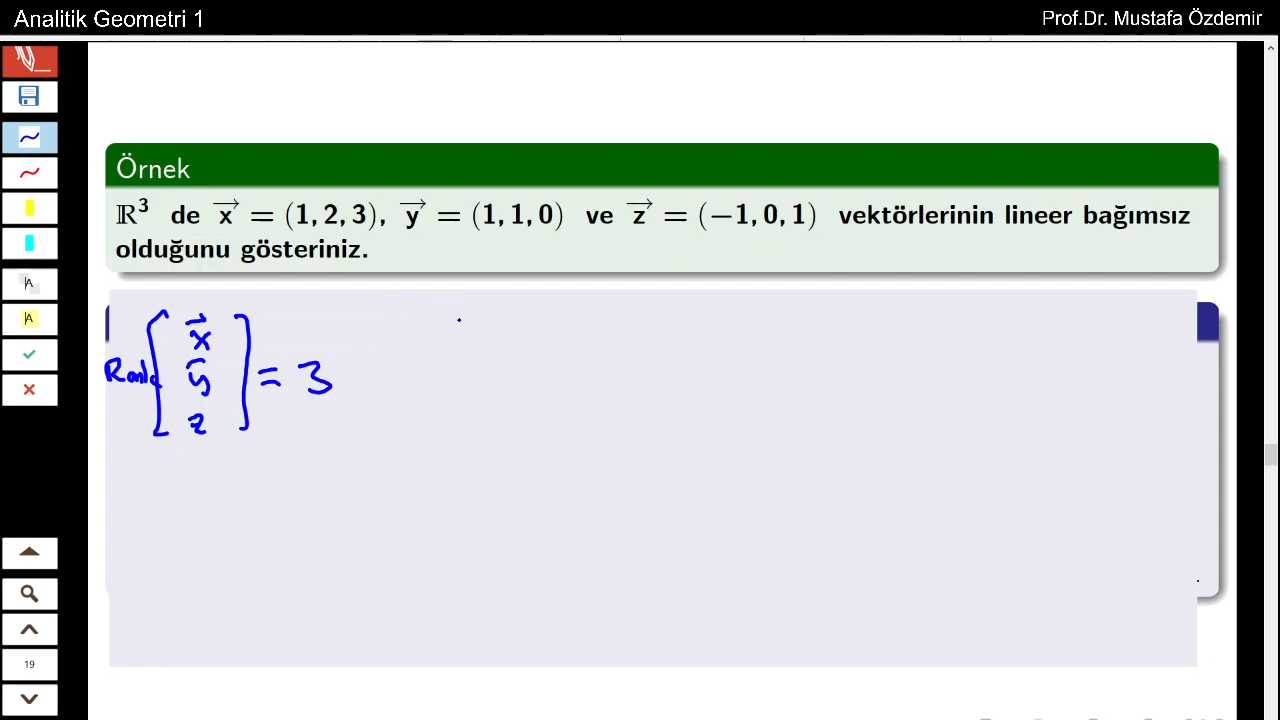 Analitik Geometri 1
Prof.Dr. Mustafa Özdemir
Örnek
ℝ³ de x⃗ = (1, 2, 3), y⃗ = (1, 1, 0) ve z⃗ = (−1, 0, 1) vektörlerinin lineer bağımsız
olduğunu gösteriniz.
Rank [ x⃗ y⃗ z ] = 3
19